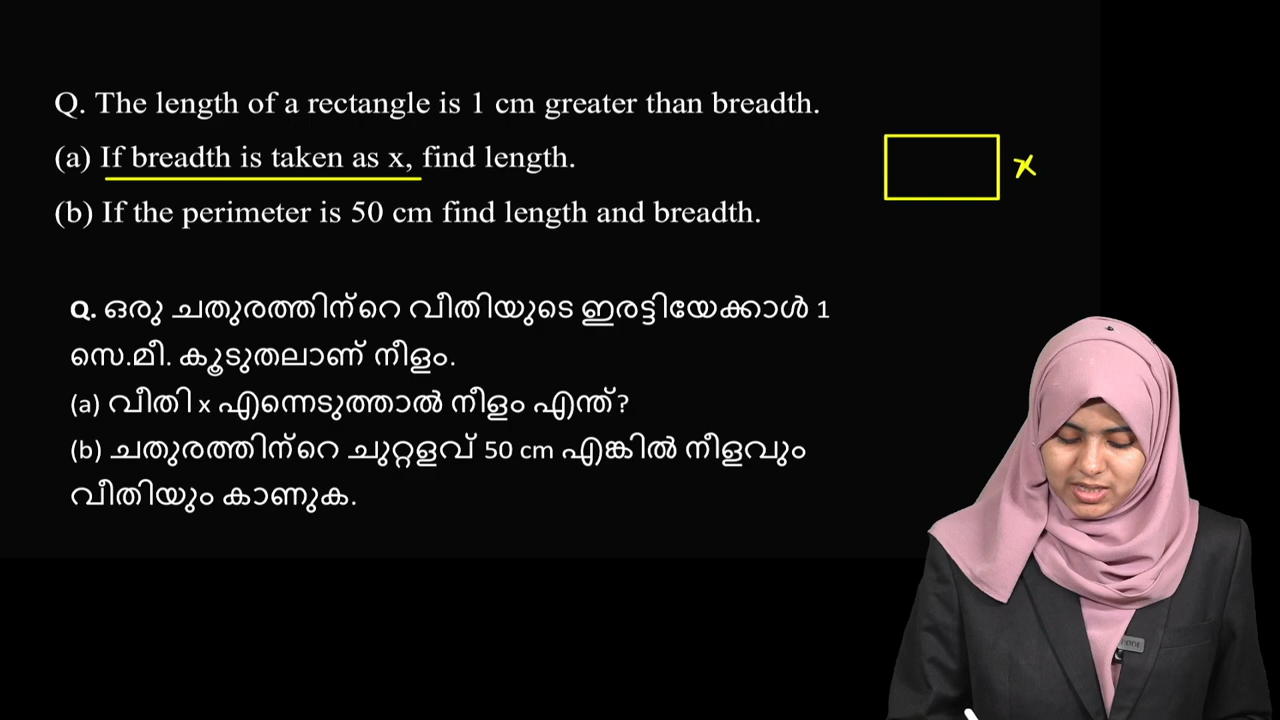 Q. The length of a rectangle is 1 cm greater than breadth.
(a) If breadth is taken as x, find length.
x
(b) If the perimeter is 50 cm find length and breadth.
Q. ഒരു ചതുരത്തിന്റെ വീതിയുടെ ഇരട്ടിയേക്കാൾ 1
സെ.മീ. കൂടുതലാണ് നീളം.
(a) വീതി x എന്നെടുത്താൽ നീളം എന്ത്?
(b) ചതുരത്തിന്റെ ചുറ്റളവ് 50 cm എങ്കിൽ നീളവും
വീതിയും കാണുക.